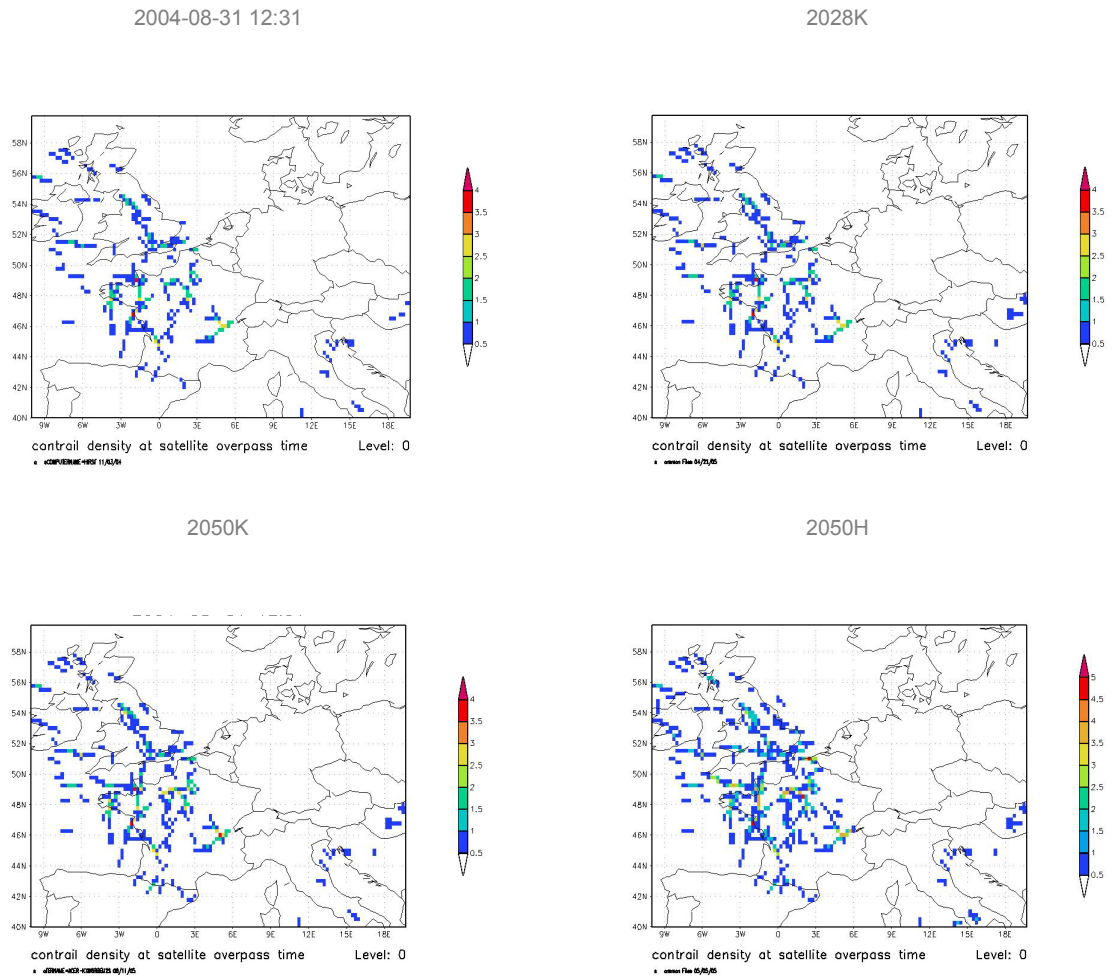 2004-08-31 12:31
2028K
58N
56N
54N
52N
50N
48N
46N
44N
42N
40N
9W 6W 3W 0 3E 6E 9E 12E 15E 18E
4
3.5
3
2.5
2
1.5
1
0.5
contrail density at satellite overpass time Level: 0
58N
56N
54N
52N
50N
48N
46N
44N
42N
40N
9W 6W 3W 0 3E 6E 9E 12E 15E 18E
4
3.5
3
2.5
2
1.5
1
0.5
contrail density at satellite overpass time Level: 0
2050K
2050H
58N
56N
54N
52N
50N
48N
46N
44N
42N
40N
9W 6W 3W 0 3E 6E 9E 12E 15E 18E
4
3.5
3
2.5
2
1.5
1
0.5
contrail density at satellite overpass time Level: 0
58N
56N
54N
52N
50N
48N
46N
44N
42N
40N
9W 6W 3W 0 3E 6E 9E 12E 15E 18E
5
4.5
4
3.5
3
2.5
2
1.5
1
0.5
contrail density at satellite overpass time Level: 0